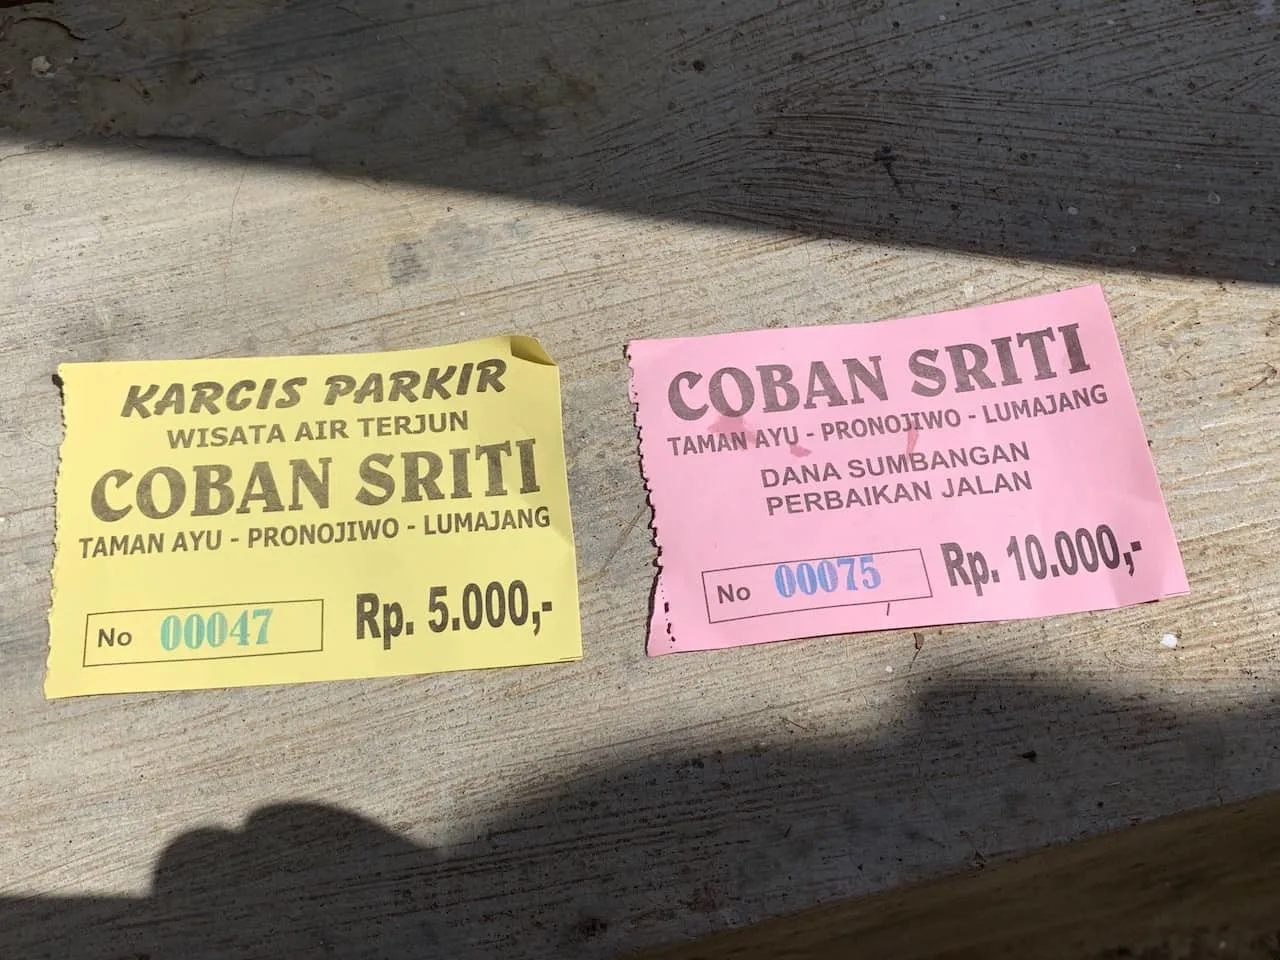 KARCIS PARKIR
WISATA AIR TERJUN
COBAN SRITI
TAMAN AYU - PRONOJIWO - LUMAJANG
No 00047
Rp. 5.000,-
COBAN SRITI
TAMAN AYU - PRONOJIWO - LUMAJANG
DANA SUMBANGAN
PERBAIKAN JALAN
No 00075
Rp. 10.000,-